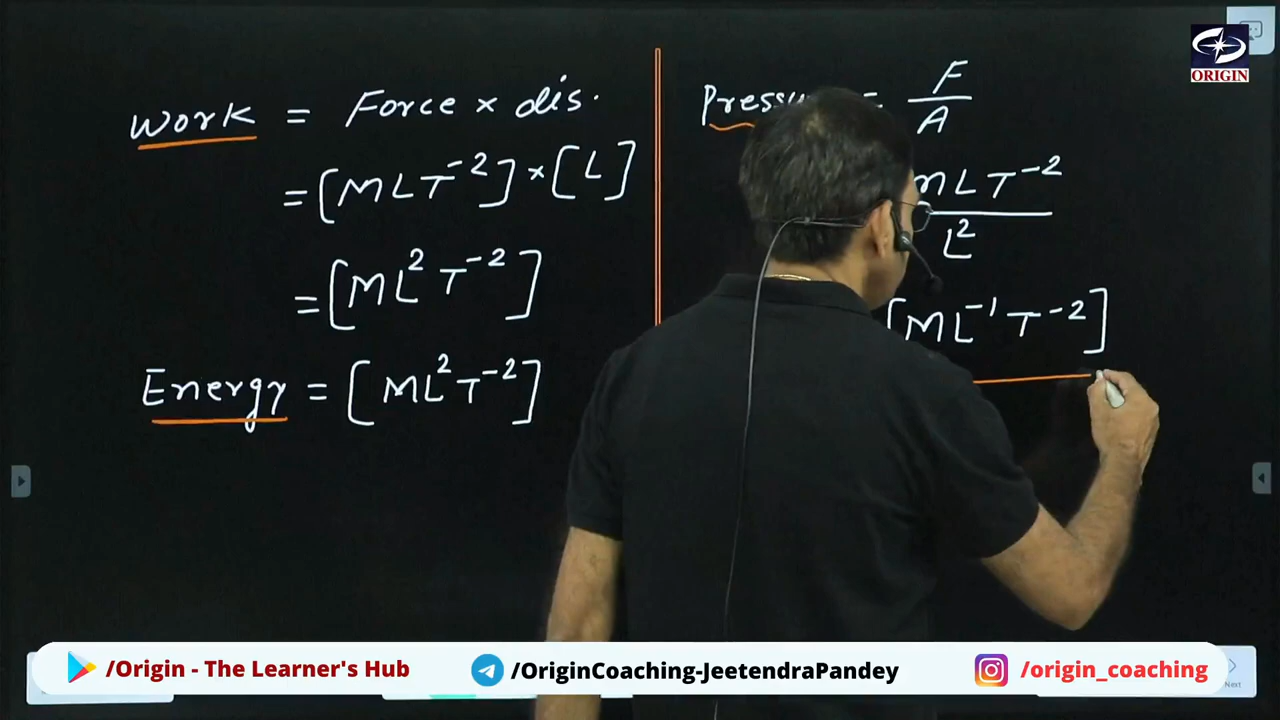 Work = Force × dis.
= [MLT⁻²] × [L]
= [ML²T⁻²]
Energy = [ML²T⁻²]
= F/A
MLT⁻²/L²
[ML⁻¹T⁻²]
ORIGIN
/Origin - The Learner's Hub
/OriginCoaching-JeetendraPandey
/origin_coaching
Next